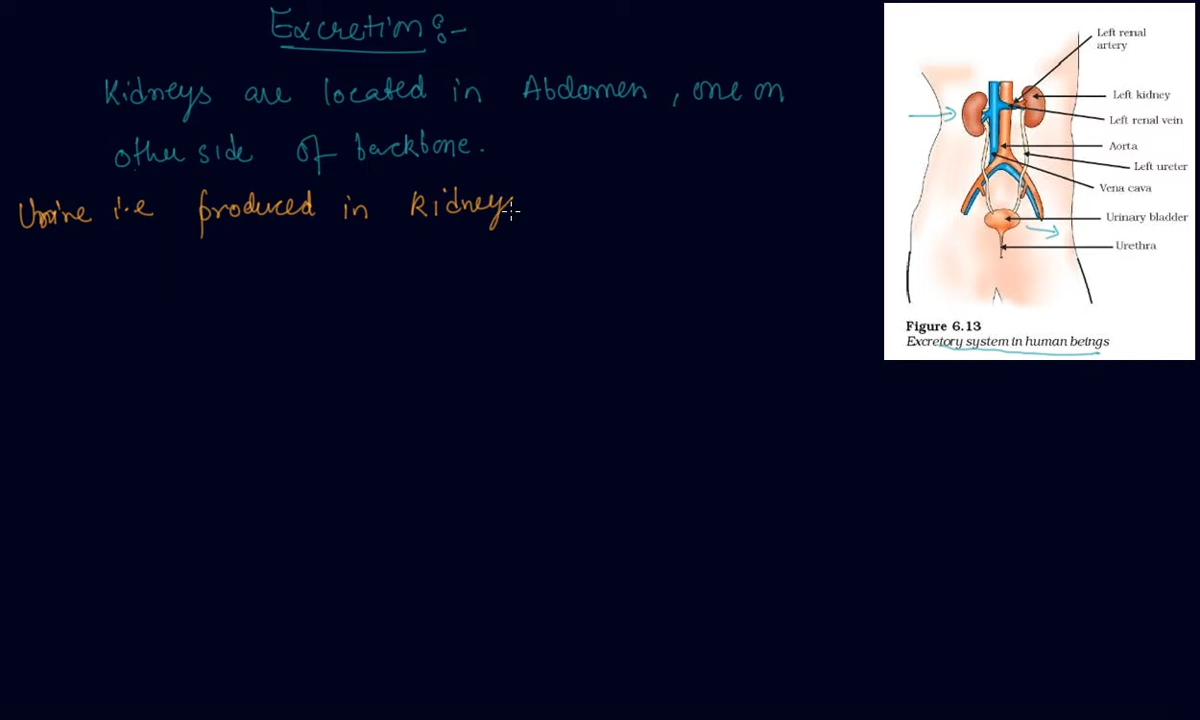 Excretion:-
Kidneys are located in Abdomen, one on
other side of backbone.
Urine i.e produced in kidneys
Left renal
artery
Left kidney
Left renal vein
Aorta
Left ureter
Vena cava
Urinary bladder
Urethra
Figure 6.13
Excretory system in human beings